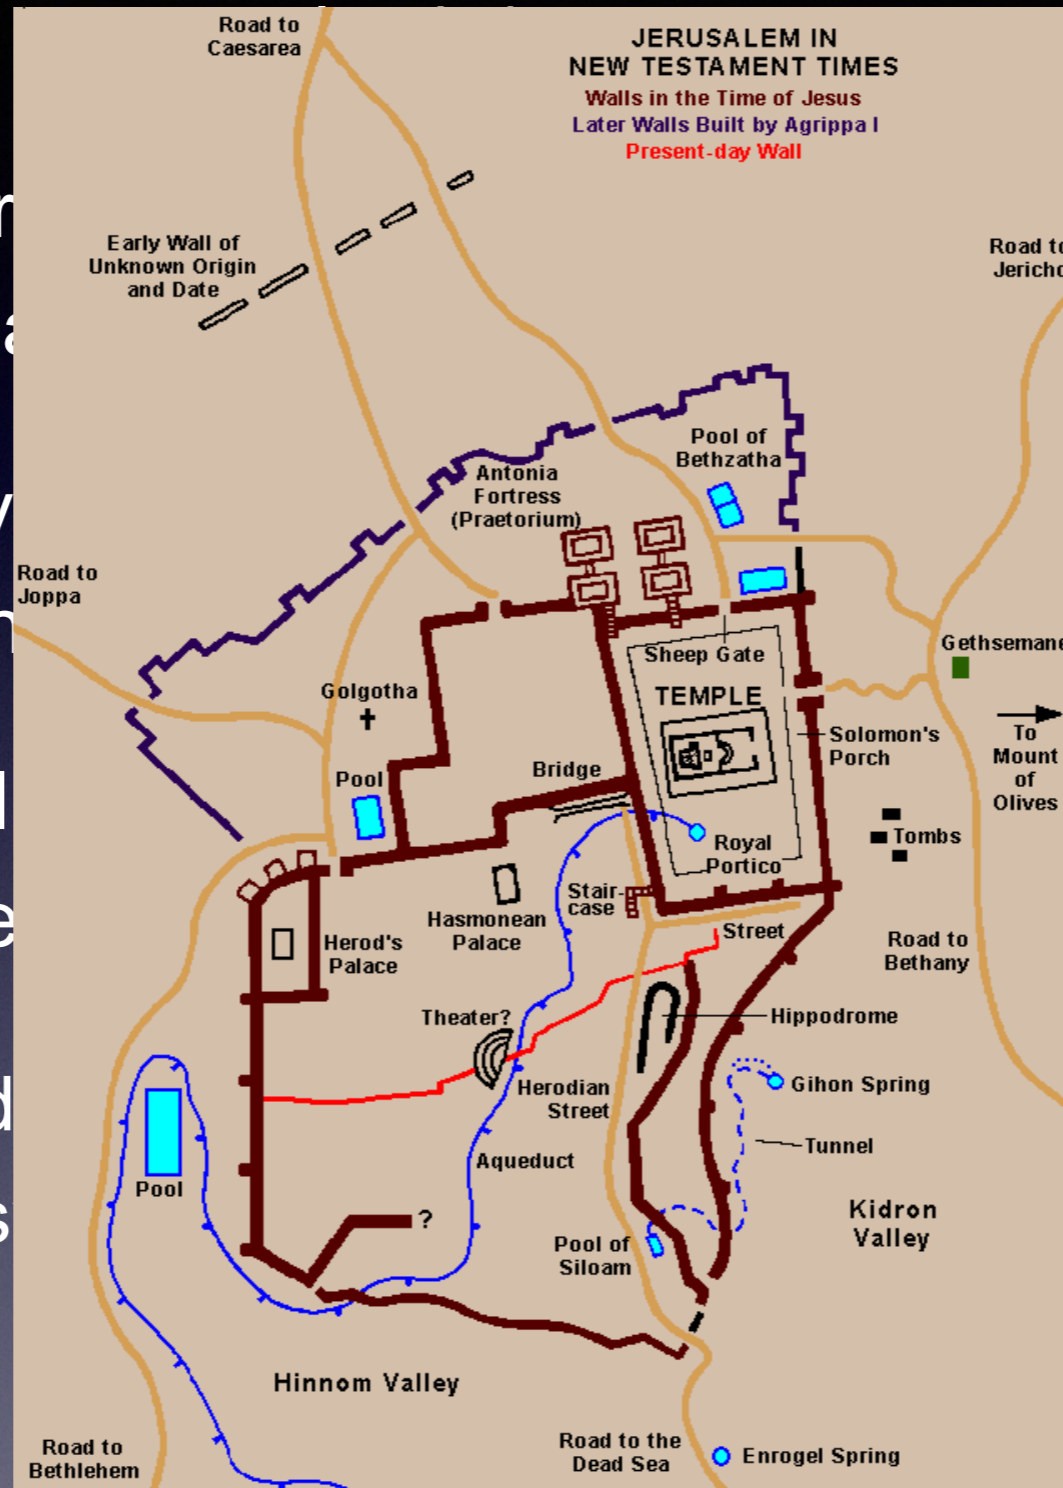 Road to
Caesarea
JERUSALEM IN
NEW TESTAMENT TIMES
Walls in the Time of Jesus
Later Walls Built by Agrippa I
Present-day Wall
Early Wall of
Unknown Origin
and Date
Road to
Jericho
Pool of
Bethzatha
Antonia
Fortress
(Praetorium)
Road to
Joppa
Sheep Gate
Gethsemane
Golgotha
TEMPLE
Solomon's
Porch
To
Mount
of
Olives
Bridge
Pool
Tombs
Royal
Portico
Stair-
case
Hasmonean
Palace
Herod's
Palace
Street
Road to
Bethany
Theater?
Hippodrome
Herodian
Street
Gihon Spring
Tunnel
Aqueduct
Pool
?
Kidron
Valley
Pool of
Siloam
Hinnom Valley
Road to
Bethlehem
Road to the
Dead Sea
Enrogel Spring